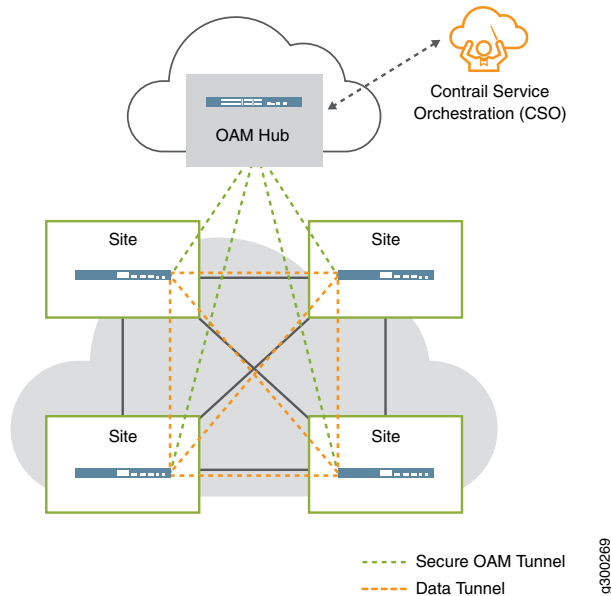 Contrail Service
Orchestration (CSO)
OAM Hub
Site
Site
Site
Site
Secure OAM Tunnel
Data Tunnel
g300269